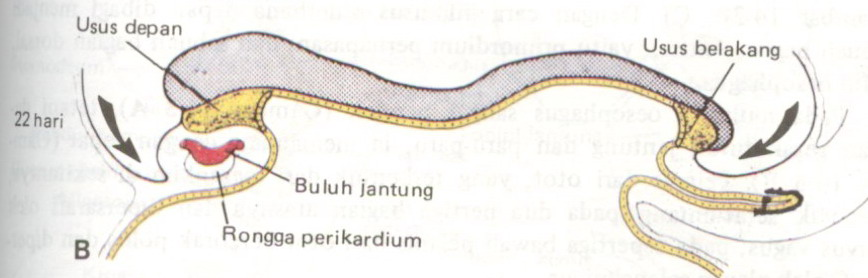 Usus depan
Usus belakang
22 hari
Buluh jantung
Rongga perikardium
B